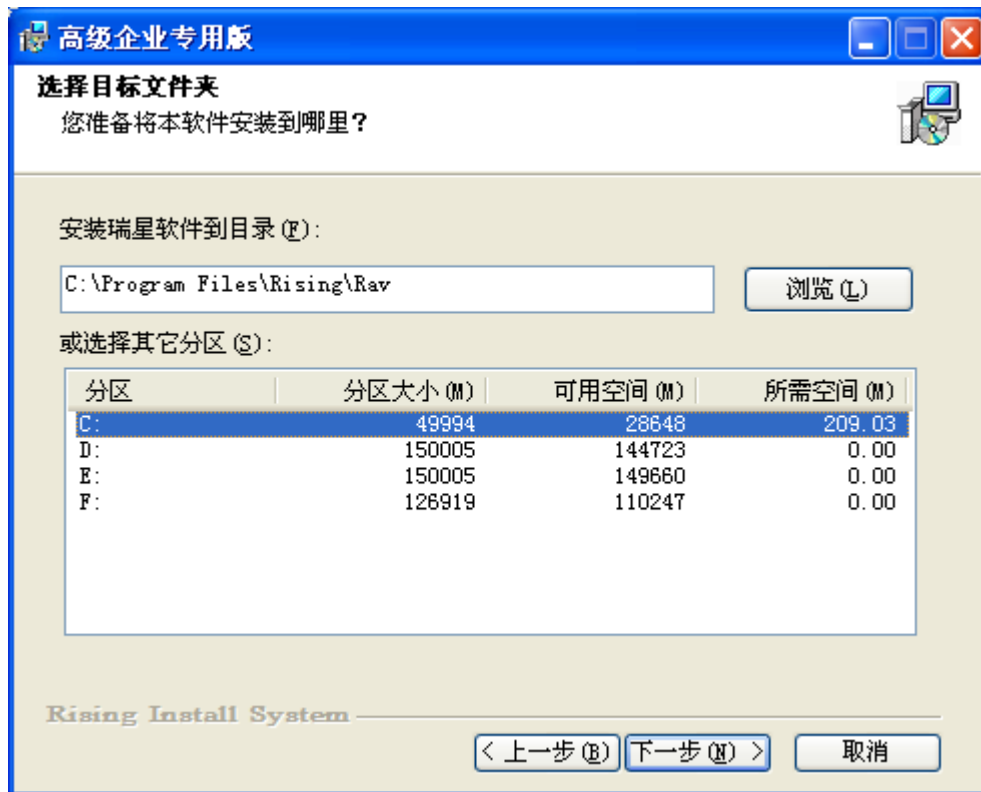 高级企业专用版
选择目标文件夹
您准备将本软件安装到哪里?
安装瑞星软件到目录(F):
C:\Program Files\Rising\Rav
浏览(L)
或选择其它分区(S):
分区 分区大小(M) 可用空间(M) 所需空间(M)
C: 49994 28648 209.03
D: 150005 144723 0.00
E: 150005 149660 0.00
F: 126919 110247 0.00
Rising Install System
< 上一步(B) 下一步(N) > 取消